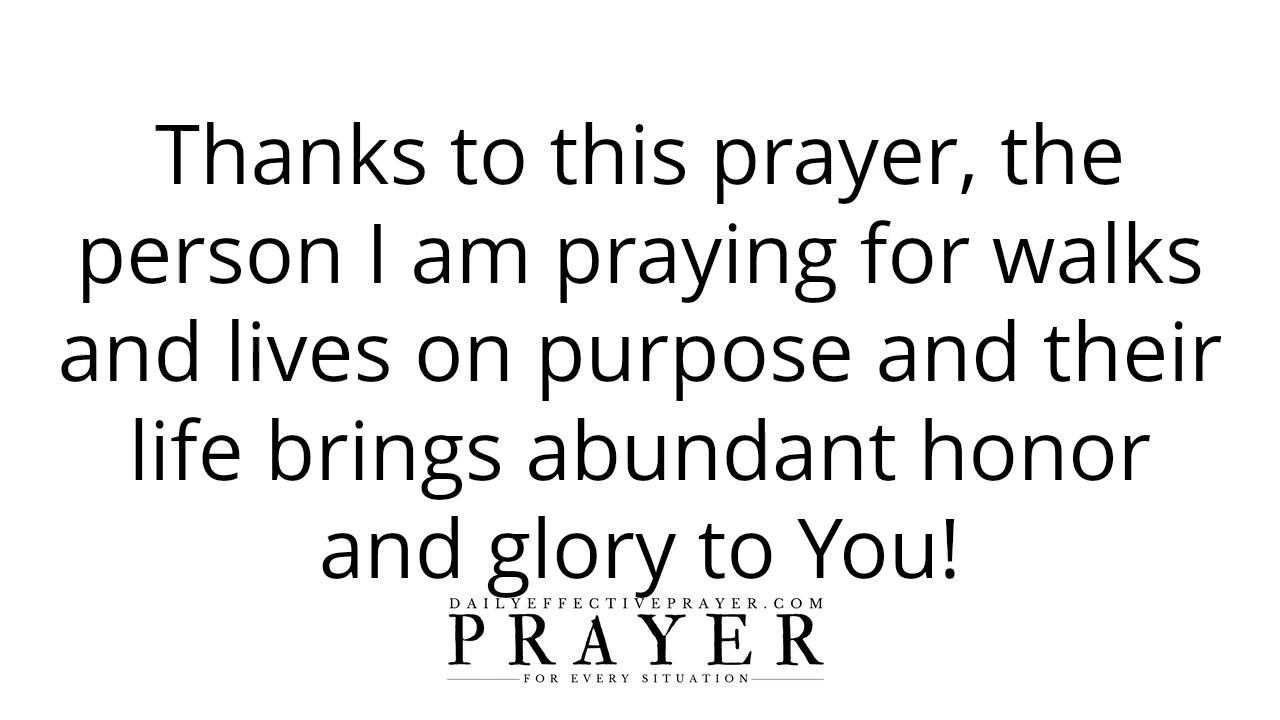 Thanks to this prayer, the
person I am praying for walks
and lives on purpose and their
life brings abundant honor
and glory to You!
DAILYEFFECTIVEPRAYER.COM
PRAYER
FOR EVERY SITUATION